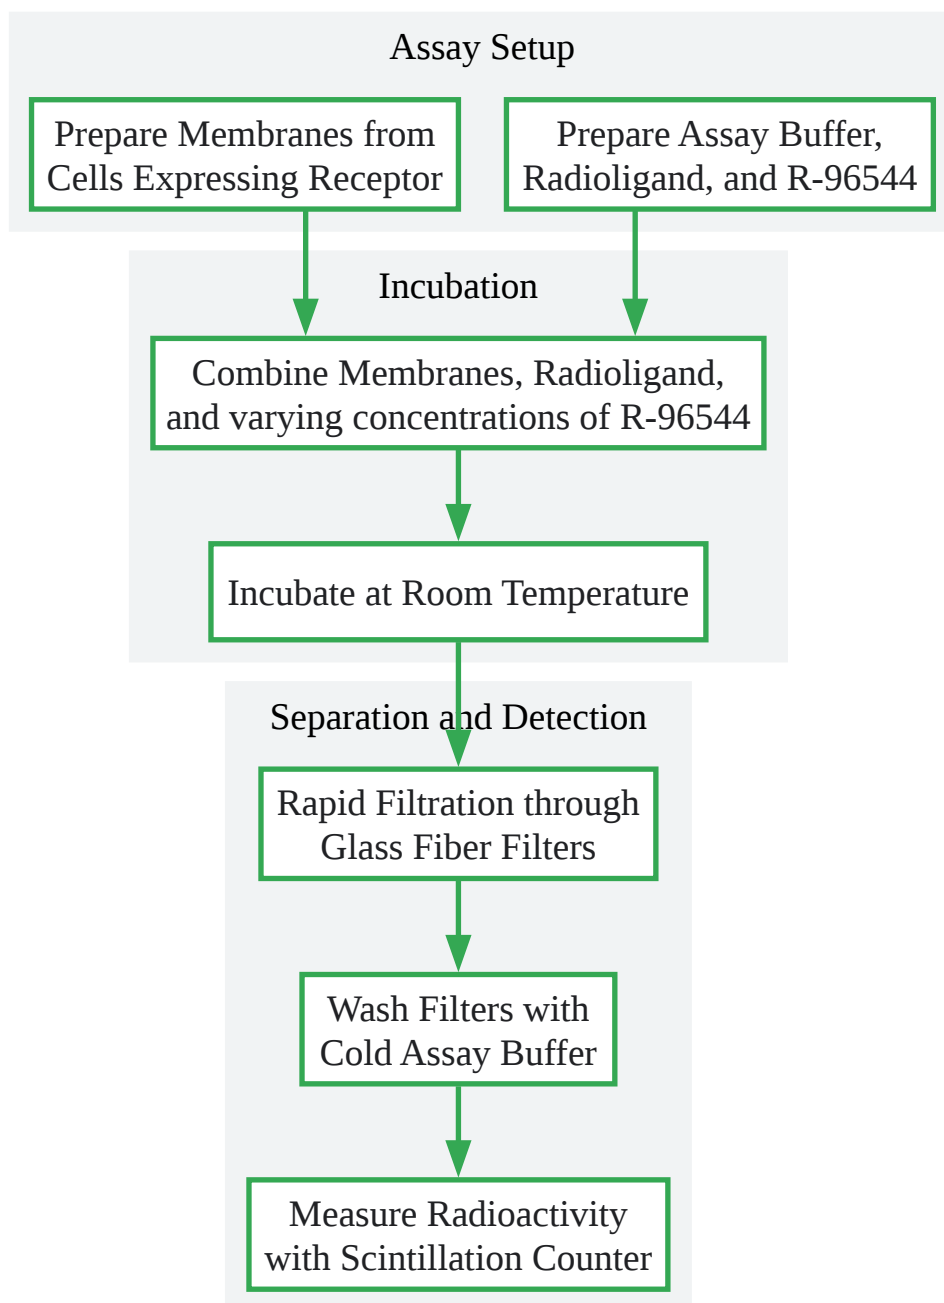 Assay Setup
Prepare Membranes from
Cells Expressing Receptor
Prepare Assay Buffer,
Radioligand, and R-96544
Incubation
Combine Membranes, Radioligand,
and varying concentrations of R-96544
Incubate at Room Temperature
Separation and Detection
Rapid Filtration through
Glass Fiber Filters
Wash Filters with
Cold Assay Buffer
Measure Radioactivity
with Scintillation Counter